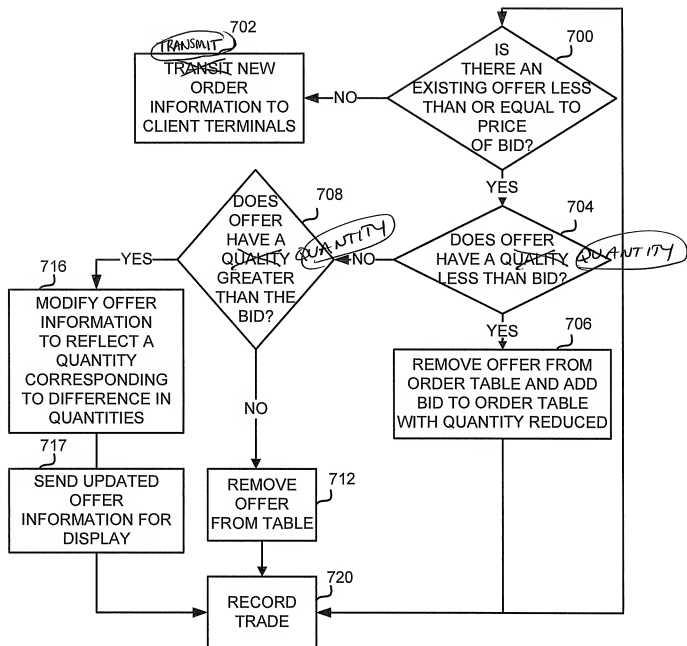 702
TRANSMIT
TRANSIT NEW
ORDER
INFORMATION TO
CLIENT TERMINALS
700
IS
THERE AN
EXISTING OFFER LESS
THAN OR EQUAL TO
PRICE
OF BID?
NO
YES
704
DOES OFFER
HAVE A QUALITY QUANTITY
LESS THAN BID?
NO
YES
708
DOES
OFFER
HAVE A
QUALITY QUANTITY
GREATER
THAN THE
BID?
YES
NO
716
MODIFY OFFER
INFORMATION
TO REFLECT A
QUANTITY
CORRESPONDING
TO DIFFERENCE IN
QUANTITIES
706
REMOVE OFFER FROM
ORDER TABLE AND ADD
BID TO ORDER TABLE
WITH QUANTITY REDUCED
717
SEND UPDATED
OFFER
INFORMATION FOR
DISPLAY
712
REMOVE
OFFER
FROM TABLE
720
RECORD
TRADE